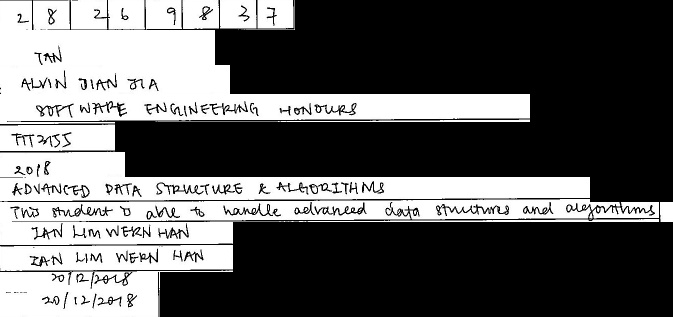 2 8 2 6 9 8 3 7
TAN
ALVIN JIAN JIA
SOFTWARE ENGINEERING HONOURS
FIT3155
2018
ADVANCED DATA STRUCTURE & ALGORITHMS
This student is able to handle advanced data structures and algorithms
IAN LIM WERN HAN
IAN LIM WERN HAN
20/12/2018
20/12/2018